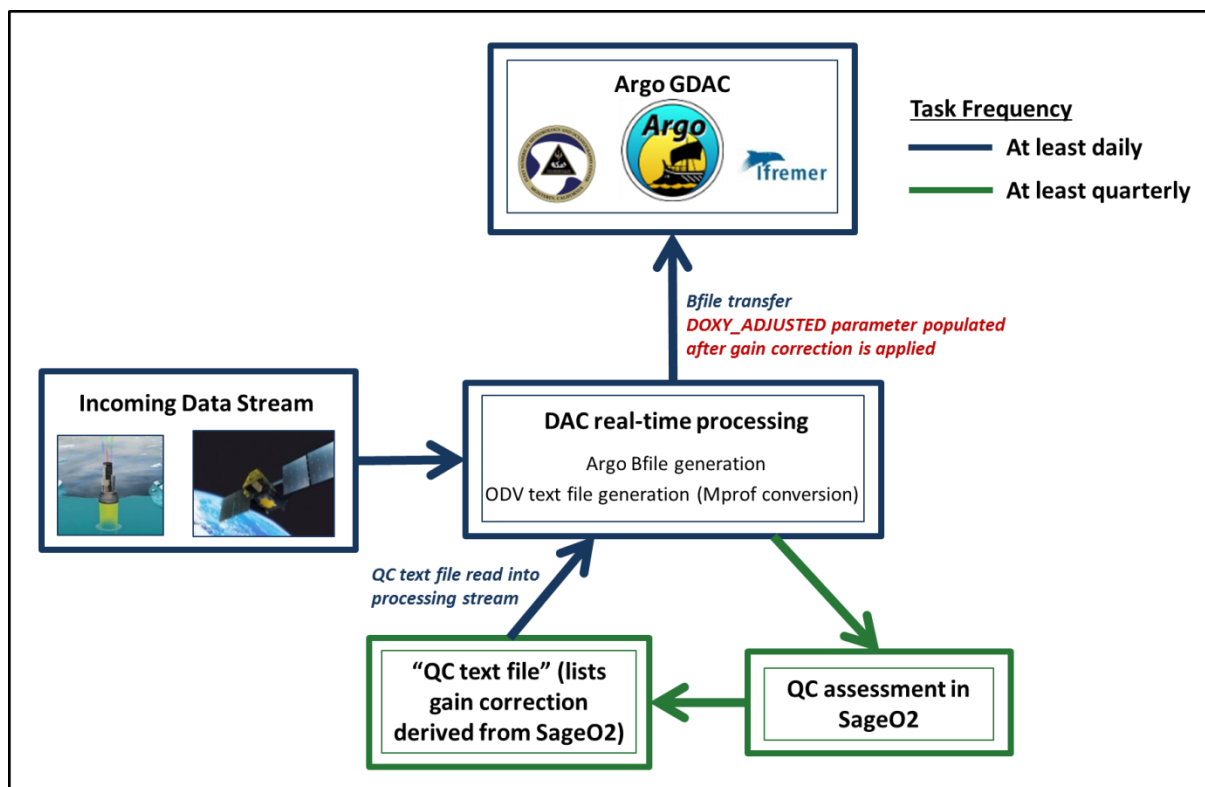 Argo GDAC
Argo
Ifremer
Task Frequency
At least daily
At least quarterly
Bfile transfer
DOXY_ADJUSTED parameter populated
after gain correction is applied
Incoming Data Stream
DAC real-time processing
Argo Bfile generation
ODV text file generation (Mprof conversion)
QC text file read into
processing stream
“QC text file” (lists
gain correction
derived from SageO2)
QC assessment in
SageO2